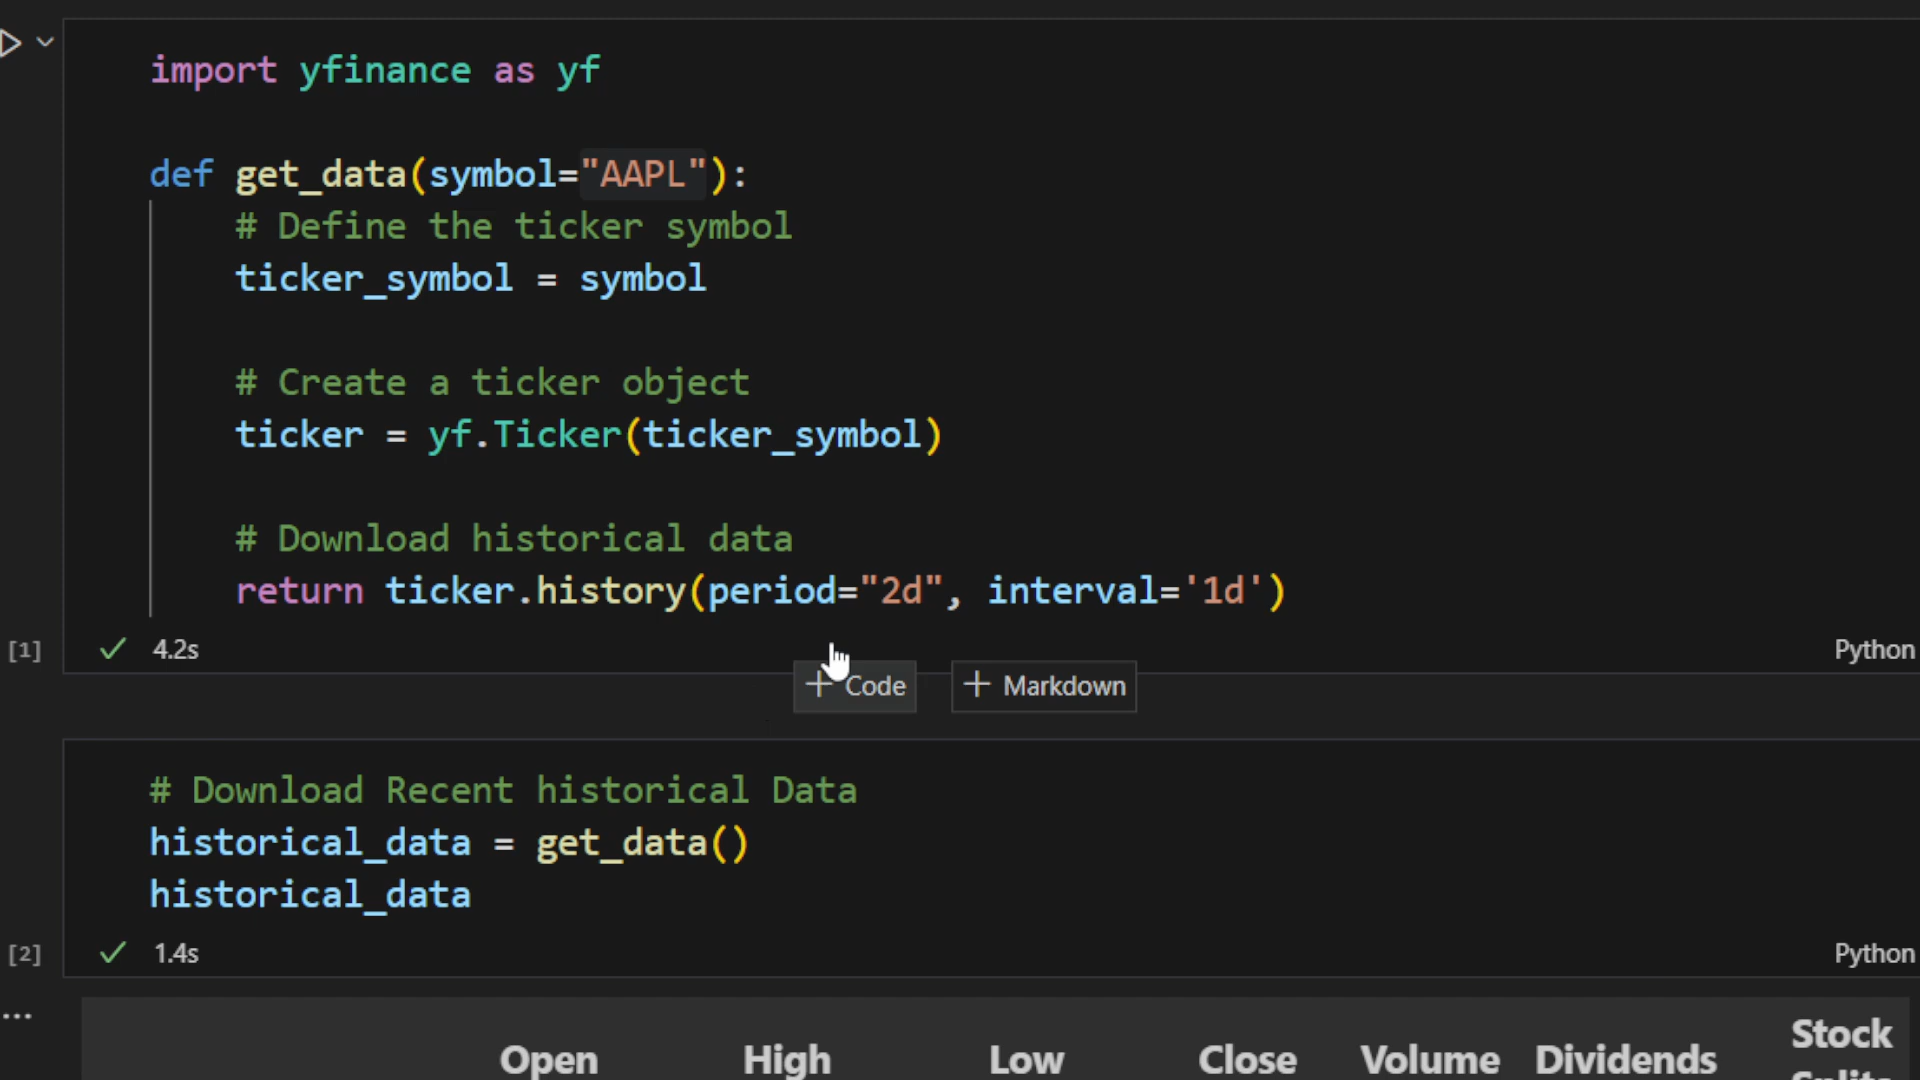 import yfinance as yf
def get_data(symbol="AAPL"):
# Define the ticker symbol
ticker_symbol = symbol
# Create a ticker object
ticker = yf.Ticker(ticker_symbol)
# Download historical data
return ticker.history(period="2d", interval='1d')
[1] 4.2s Python
+ Code + Markdown
# Download Recent historical Data
historical_data = get_data()
historical_data
[2] 1.4s Python
...
Open High Low Close Volume Dividends Stock Splits